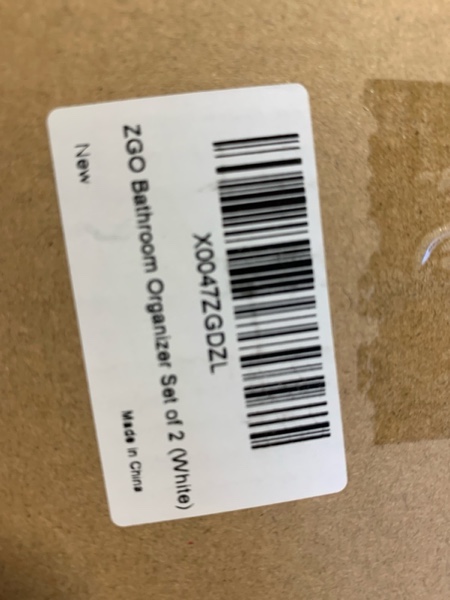 X0047ZGDZL
ZGO Bathroom Organizer Set of 2 (White)
New
Made in China